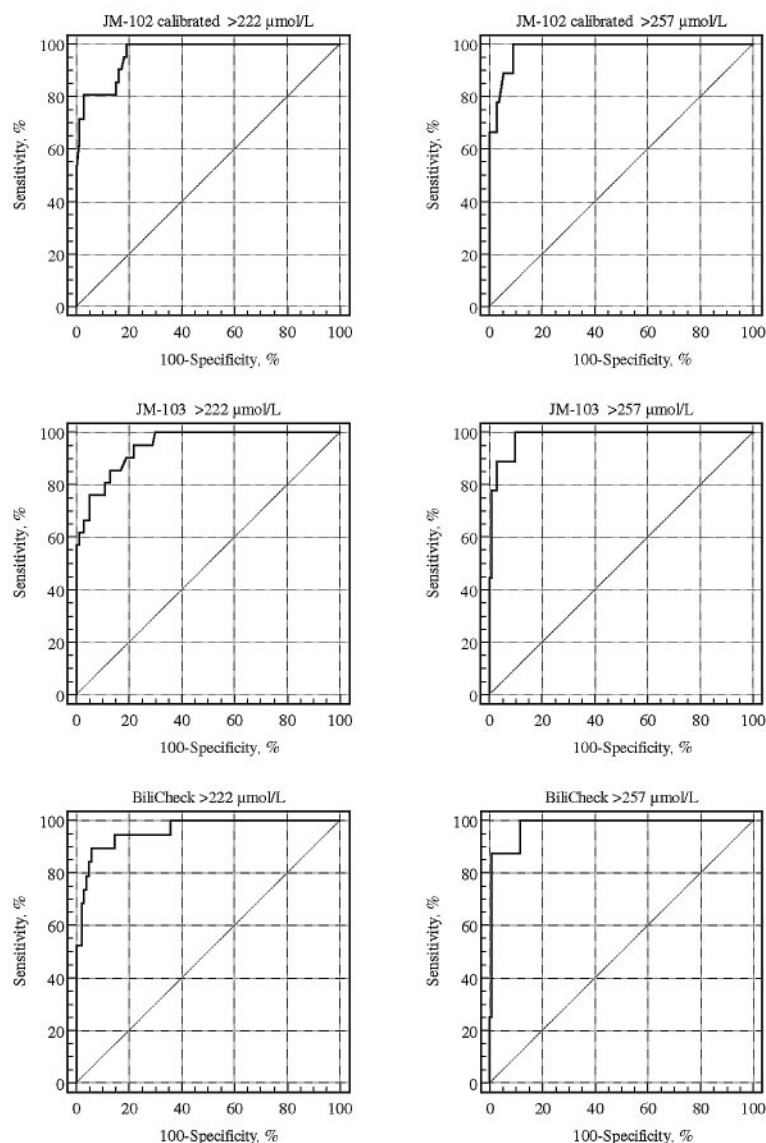 JM-102 calibrated >222 µmol/L
100
80
60
40
20
0
Sensitivity, %
0 20 40 60 80 100
100-Specificity, %
JM-102 calibrated >257 µmol/L
100
80
60
40
20
0
Sensitivity, %
0 20 40 60 80 100
100-Specificity, %
JM-103 >222 µmol/L
100
80
60
40
20
0
Sensitivity, %
0 20 40 60 80 100
100-Specificity, %
JM-103 >257 µmol/L
100
80
60
40
20
0
Sensitivity, %
0 20 40 60 80 100
100-Specificity, %
BiliCheck >222 µmol/L
100
80
60
40
20
0
Sensitivity, %
0 20 40 60 80 100
100-Specificity, %
BiliCheck >257 µmol/L
100
80
60
40
20
0
Sensitivity, %
0 20 40 60 80 100
100-Specificity, %